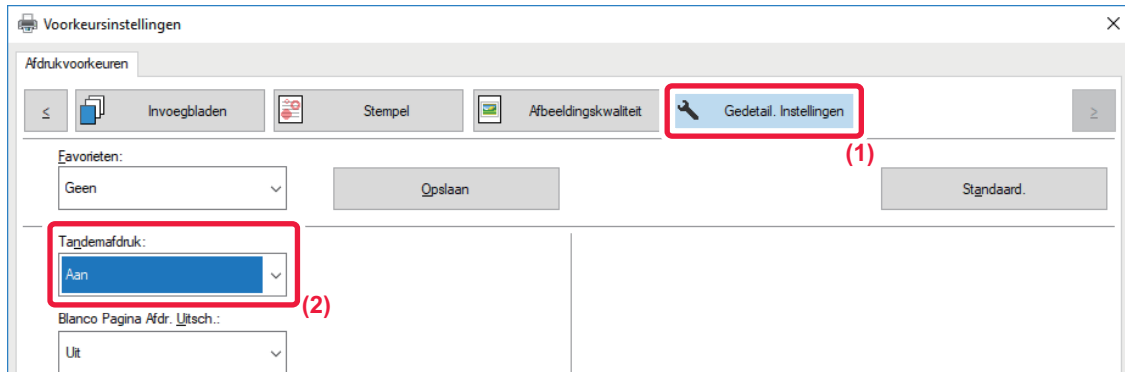 Voorkeursinstellingen
Afdrukvoorkeuren
< Invoegbladen Stempel Afbeeldingskwaliteit Gedetail. Instellingen >
(1)
Favorieten:
Geen Opslaan Standaard.
Tandemafdruk:
Aan
(2)
Blanco Pagina Afdr. Uitsch.:
Uit